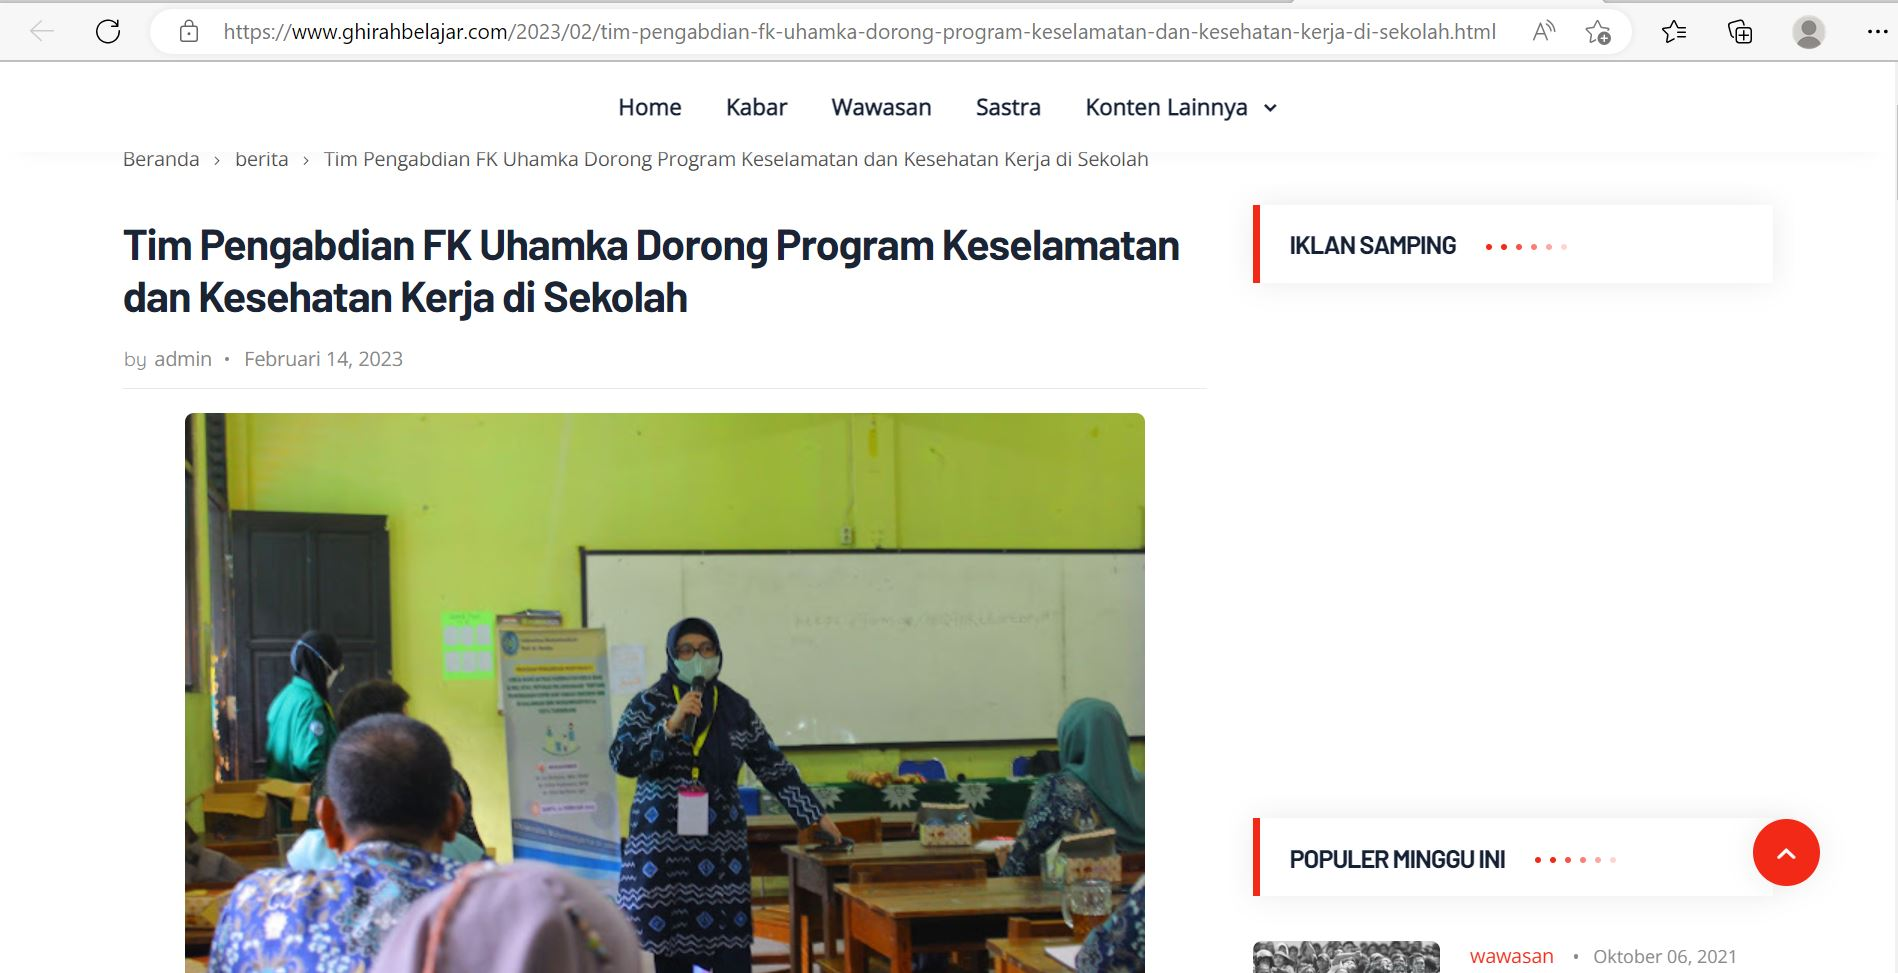 https://www.ghirahbelajar.com/2023/02/tim-pengabdian-fk-uhamka-dorong-program-keselamatan-dan-kesehatan-kerja-di-sekolah.html
Home Kabar Wawasan Sastra Konten Lainnya
Beranda › berita › Tim Pengabdian FK Uhamka Dorong Program Keselamatan dan Kesehatan Kerja di Sekolah
Tim Pengabdian FK Uhamka Dorong Program Keselamatan
dan Kesehatan Kerja di Sekolah
by admin • Februari 14, 2023
IKLAN SAMPING
POPULER MINGGU INI
wawasan • Oktober 06, 2021